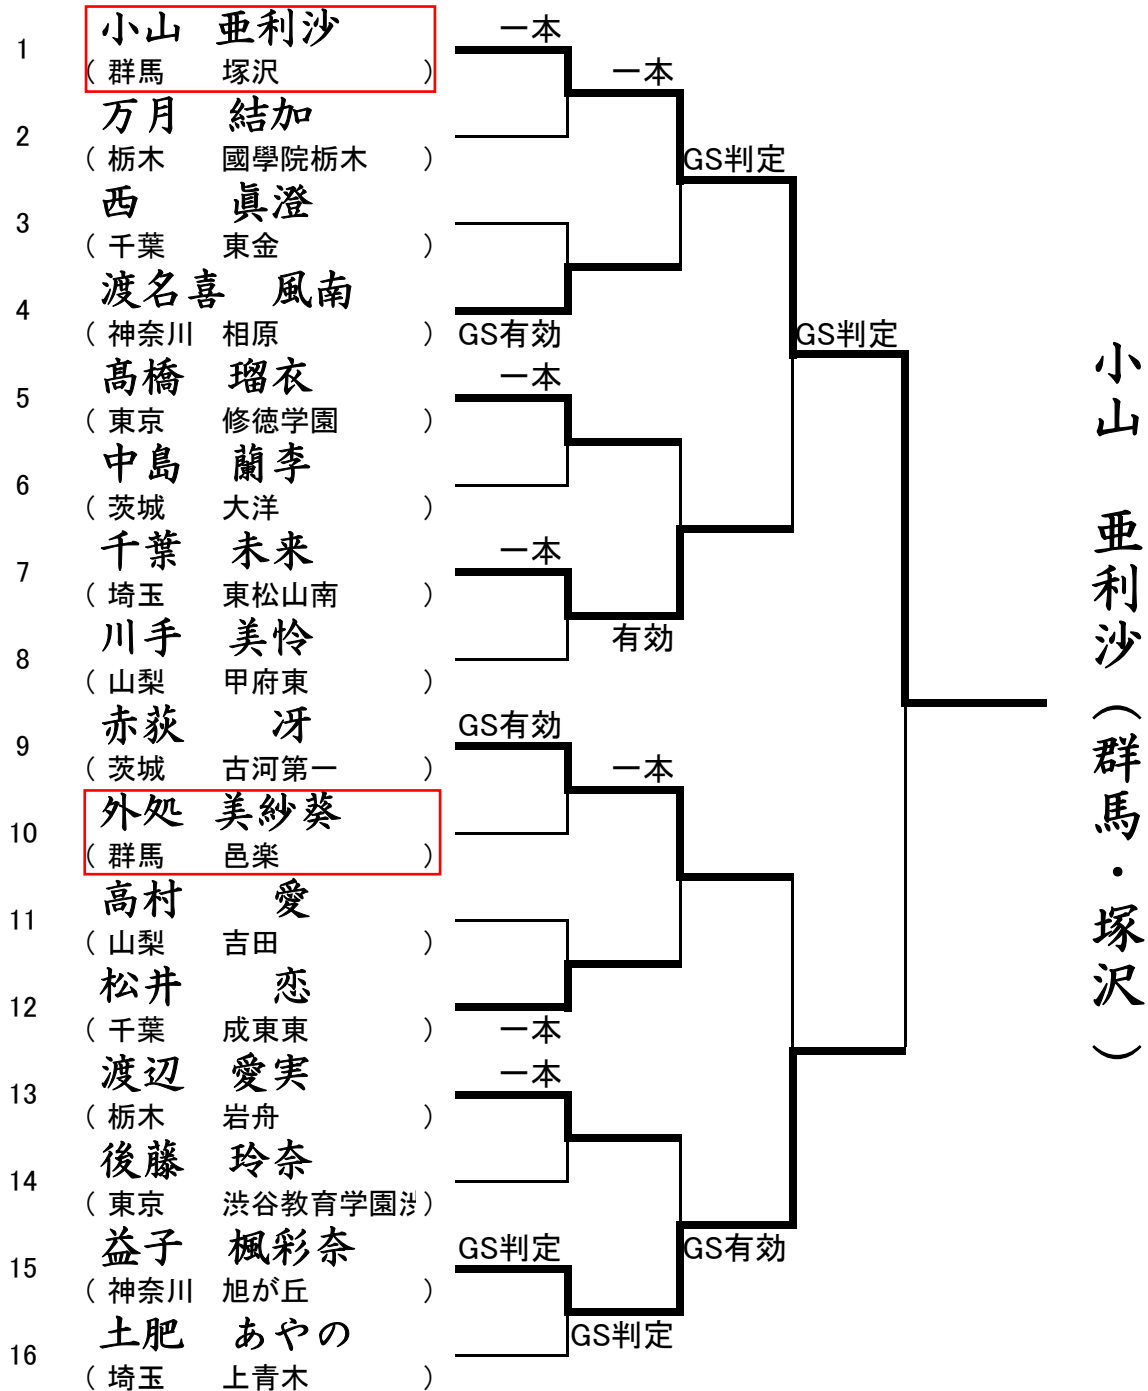 1 小山 亜利沙
(群馬 塚沢)
2 万月 結加
(栃木 國學院栃木)
3 西 眞澄
(千葉 東金)
4 渡名喜 風南
(神奈川 相原)
5 髙橋 瑠衣
(東京 修徳学園)
6 中島 蘭李
(茨城 大洋)
7 千葉 未来
(埼玉 東松山南)
8 川手 美怜
(山梨 甲府東)
9 赤荻 冴
(茨城 古河第一)
10 外処 美紗葵
(群馬 邑楽)
11 高村 愛
(山梨 吉田)
12 松井 恋
(千葉 成東東)
13 渡辺 愛実
(栃木 岩舟)
14 後藤 玲奈
(東京 渋谷教育学園渋)
15 益子 楓彩奈
(神奈川 旭が丘)
16 土肥 あやの
(埼玉 上青木)
一本
GS有効
一本
一本
GS有効
一本
一本
GS判定
一本
有効
一本
GS判定
GS判定
GS有効
GS判定
小山 亜利沙(群馬・塚沢)